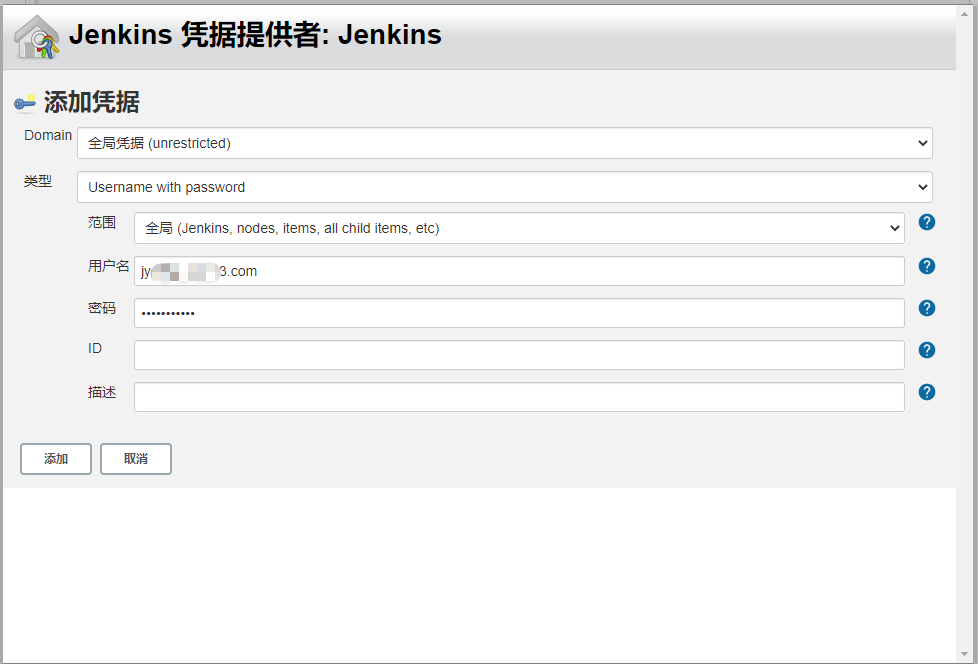 Jenkins 凭据提供者: Jenkins
添加凭据
Domain
全局凭据 (unrestricted)
类型
Username with password
范围
全局 (Jenkins, nodes, items, all child items, etc)
用户名
jy 3.com
密码
•••••••••••
ID
描述
添加
取消